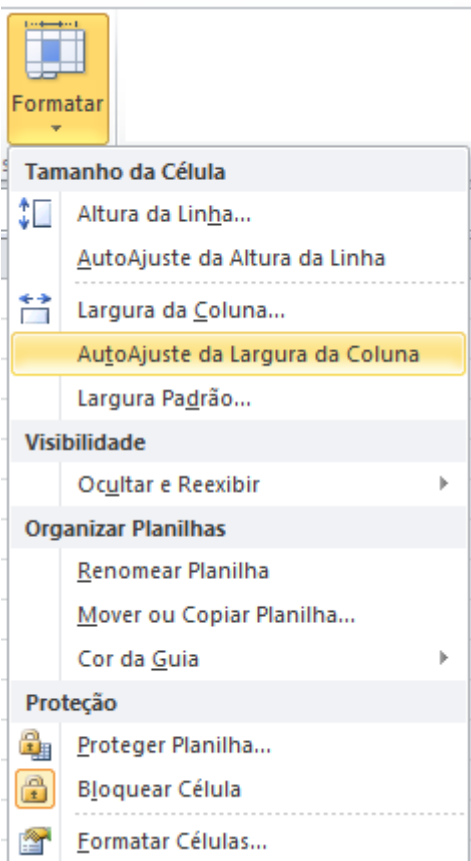 Formatar
Tamanho da Célula
Altura da Linha...
AutoAjuste da Altura da Linha
Largura da Coluna...
AutoAjuste da Largura da Coluna
Largura Padrão...
Visibilidade
Ocultar e Reexibir
Organizar Planilhas
Renomear Planilha
Mover ou Copiar Planilha...
Cor da Guia
Proteção
Proteger Planilha...
Bloquear Célula
Formatar Células...